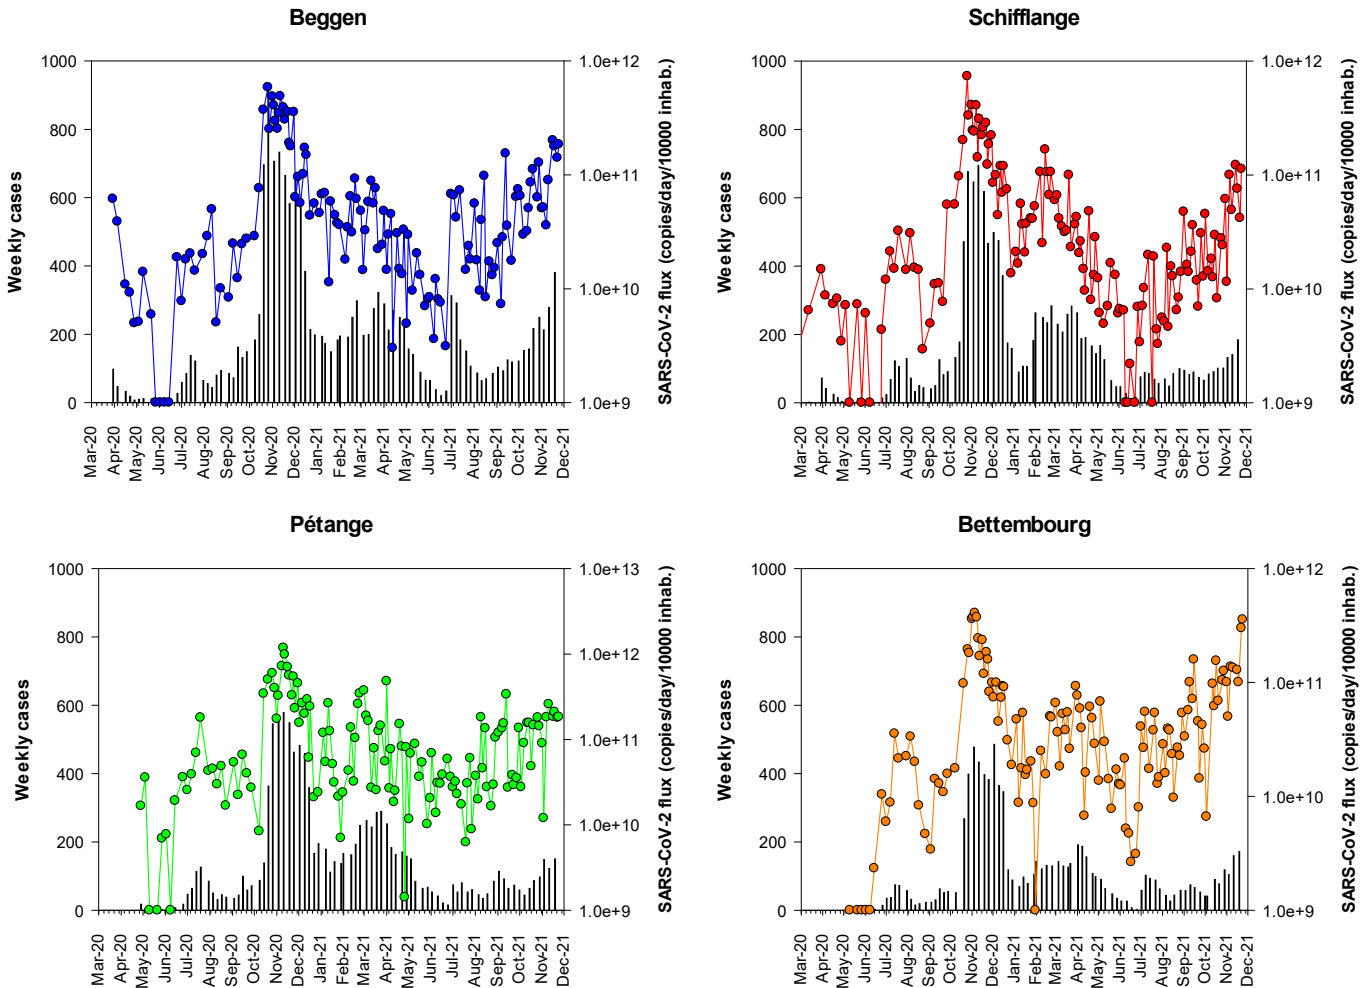 Beggen
1000
800
600
400
200
0
Weekly cases
1.0e+12
1.0e+11
1.0e+10
1.0e+9
SARS-CoV-2 flux (copies/day/10000 inhab.)
Mar-20
Apr-20
May-20
Jun-20
Jul-20
Aug-20
Sep-20
Oct-20
Nov-20
Dec-20
Jan-21
Feb-21
Mar-21
Apr-21
May-21
Jun-21
Jul-21
Aug-21
Sep-21
Oct-21
Nov-21
Dec-21
Schifflange
1000
800
600
400
200
0
Weekly cases
1.0e+12
1.0e+11
1.0e+10
1.0e+9
SARS-CoV-2 flux (copies/day/10000 inhab.)
Mar-20
Apr-20
May-20
Jun-20
Jul-20
Aug-20
Sep-20
Oct-20
Nov-20
Dec-20
Jan-21
Feb-21
Mar-21
Apr-21
May-21
Jun-21
Jul-21
Aug-21
Sep-21
Oct-21
Nov-21
Dec-21
Pétange
1000
800
600
400
200
0
Weekly cases
1.0e+13
1.0e+12
1.0e+11
1.0e+10
1.0e+9
SARS-CoV-2 flux (copies/day/10000 inhab.)
Mar-20
Apr-20
May-20
Jun-20
Jul-20
Aug-20
Sep-20
Oct-20
Nov-20
Dec-20
Jan-21
Feb-21
Mar-21
Apr-21
May-21
Jun-21
Jul-21
Aug-21
Sep-21
Oct-21
Nov-21
Dec-21
Bettembourg
1000
800
600
400
200
0
Weekly cases
1.0e+12
1.0e+11
1.0e+10
1.0e+9
SARS-CoV-2 flux (copies/day/10000 inhab.)
Mar-20
Apr-20
May-20
Jun-20
Jul-20
Aug-20
Sep-20
Oct-20
Nov-20
Dec-20
Jan-21
Feb-21
Mar-21
Apr-21
May-21
Jun-21
Jul-21
Aug-21
Sep-21
Oct-21
Nov-21
Dec-21